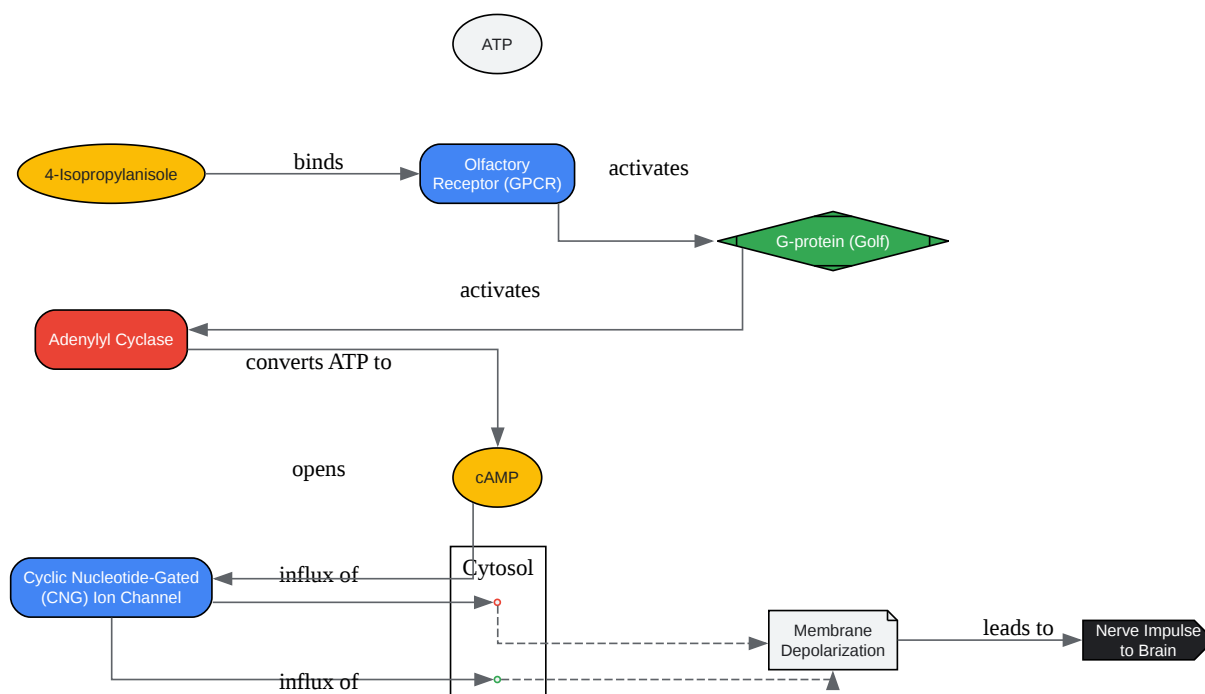 ATP
4-Isopropylanisole
binds
Olfactory
Receptor (GPCR)
activates
G-protein (Golf)
activates
Adenylyl Cyclase
converts ATP to
opens
cAMP
Cyclic Nucleotide-Gated
(CNG) Ion Channel
influx of
Cytosol
Membrane
Depolarization
leads to
Nerve Impulse
to Brain
influx of